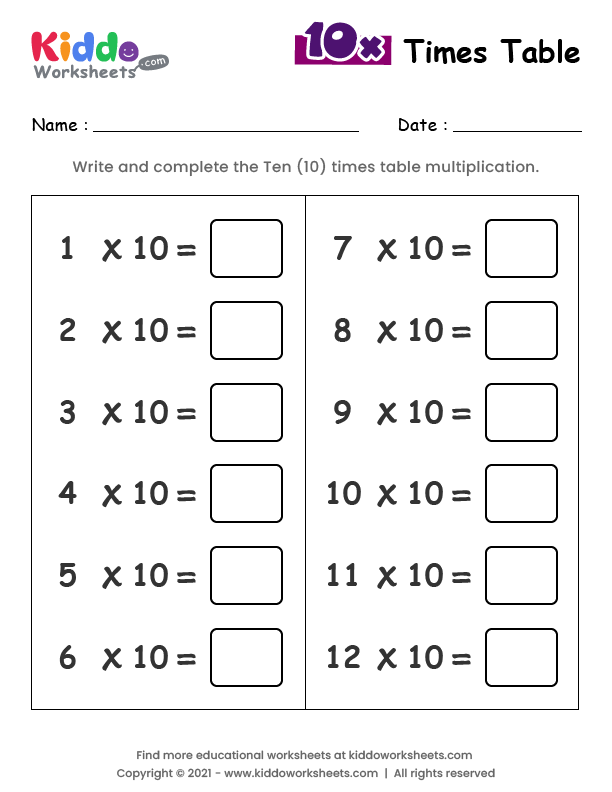 Kiddo
Worksheets.com
10x Times Table
Name : Date :
Write and complete the Ten (10) times table multiplication.
1 x 10 =
2 x 10 =
3 x 10 =
4 x 10 =
5 x 10 =
6 x 10 =
7 x 10 =
8 x 10 =
9 x 10 =
10 x 10 =
11 x 10 =
12 x 10 =
Find more educational worksheets at kiddoworksheets.com
Copyright © 2021 - www.kiddoworksheets.com | All rights reserved